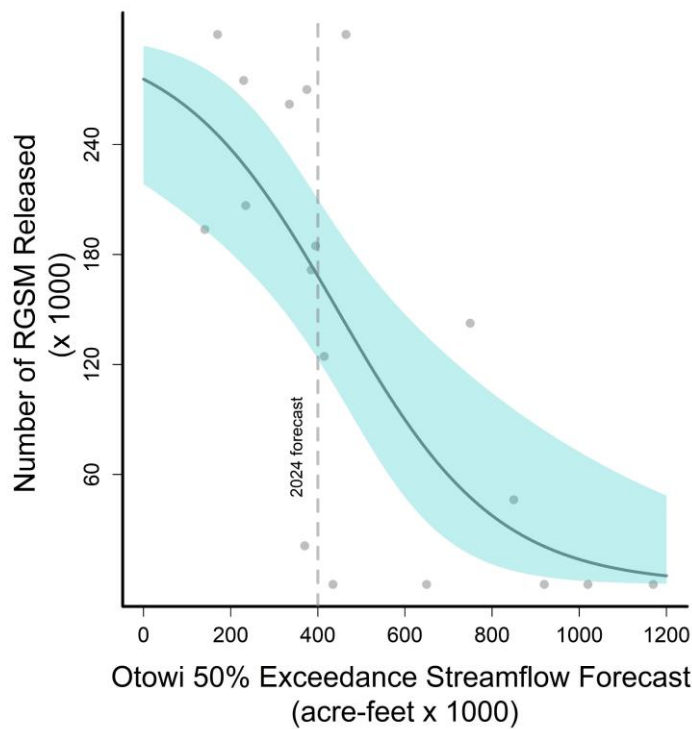 Number of RGSM Released
(x 1000)
240
180
120
60
2024 forecast
0 200 400 600 800 1000 1200
Otowi 50% Exceedance Streamflow Forecast
(acre-feet x 1000)